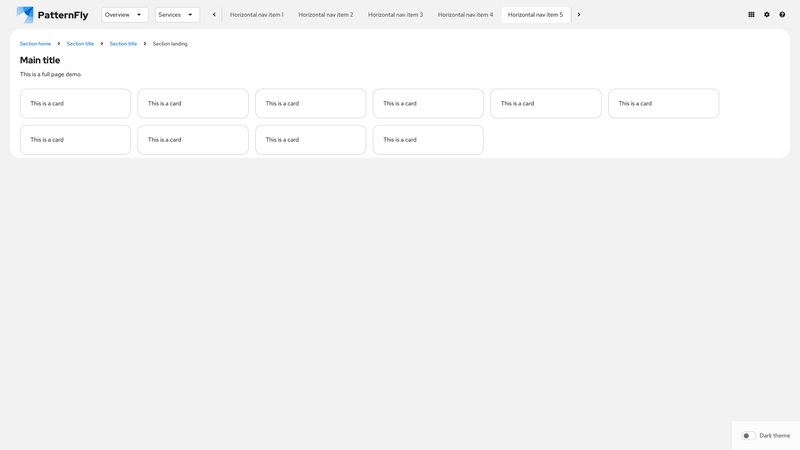 PatternFly Overview Services Horizontal nav item 1 Horizontal nav item 2 Horizontal nav item 3 Horizontal nav item 4 Horizontal nav item 5
Section home Section title Section title Section landing
Main title
This is a full page demo.
This is a card This is a card This is a card This is a card This is a card This is a card
This is a card This is a card This is a card This is a card
Dark theme